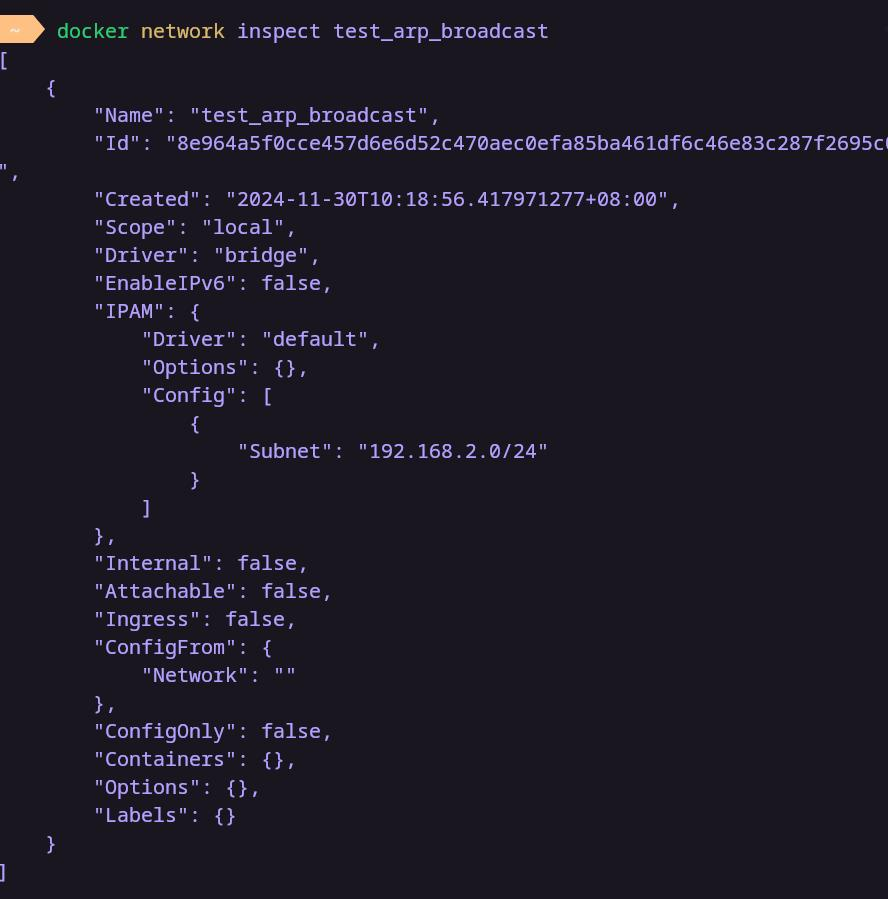 ~ docker network inspect test_arp_broadcast
[
    {
        "Name": "test_arp_broadcast",
        "Id": "8e964a5f0cce457d6e6d52c470aec0efa85ba461df6c46e83c287f2695c
",
        "Created": "2024-11-30T10:18:56.417971277+08:00",
        "Scope": "local",
        "Driver": "bridge",
        "EnableIPv6": false,
        "IPAM": {
            "Driver": "default",
            "Options": {},
            "Config": [
                {
                    "Subnet": "192.168.2.0/24"
                }
            ]
        },
        "Internal": false,
        "Attachable": false,
        "Ingress": false,
        "ConfigFrom": {
            "Network": ""
        },
        "ConfigOnly": false,
        "Containers": {},
        "Options": {},
        "Labels": {}
    }
]